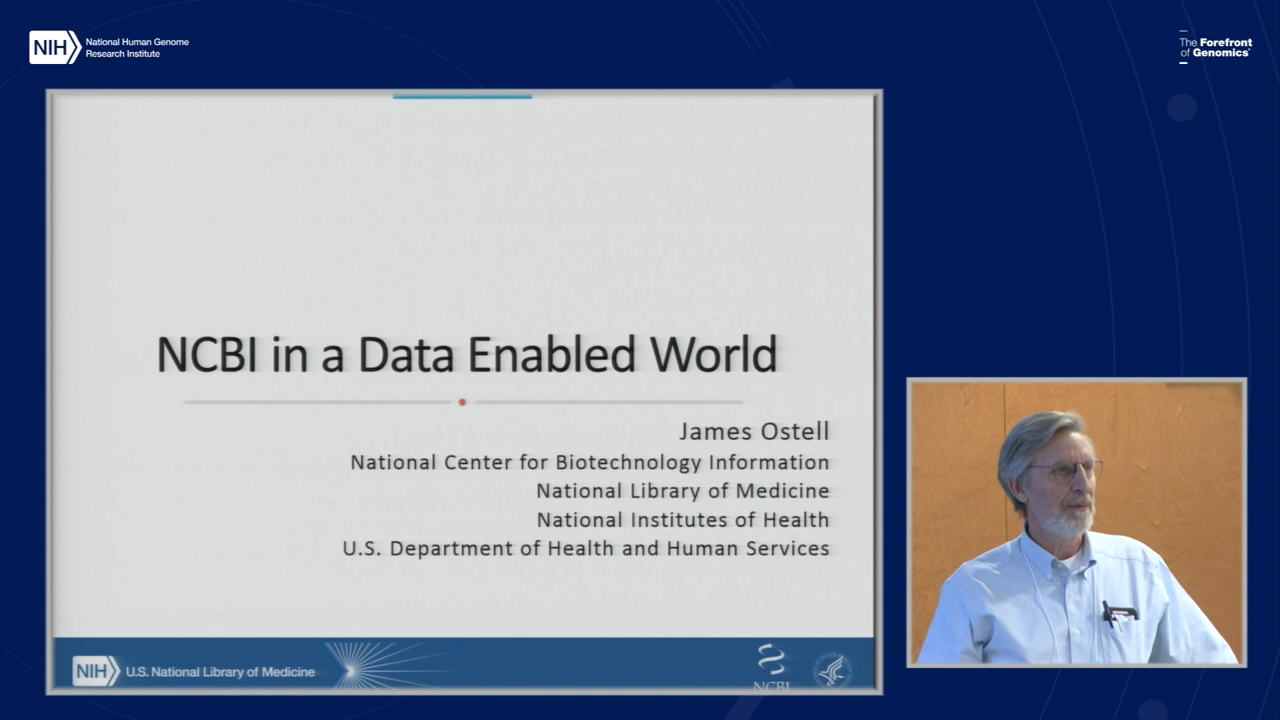 NIH National Human Genome
Research Institute
The Forefront
of Genomics
NCBI in a Data Enabled World
James Ostell
National Center for Biotechnology Information
National Library of Medicine
National Institutes of Health
U.S. Department of Health and Human Services
NIH U.S. National Library of Medicine
NCBI